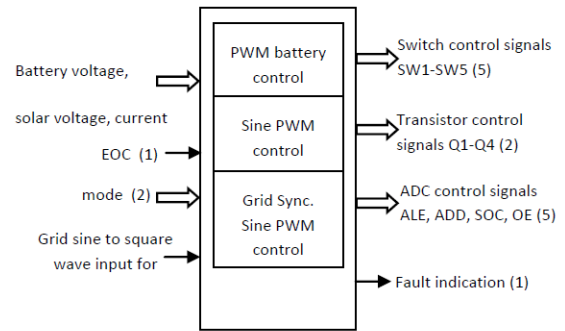 Battery voltage,
solar voltage, current
EOC (1)
mode (2)
Grid sine to square
wave input for
PWM battery
control
Sine PWM
control
Grid Sync.
Sine PWM
control
Switch control signals
SW1-SW5 (5)
Transistor control
signals Q1-Q4 (2)
ADC control signals
ALE, ADD, SOC, OE (5)
Fault indication (1)